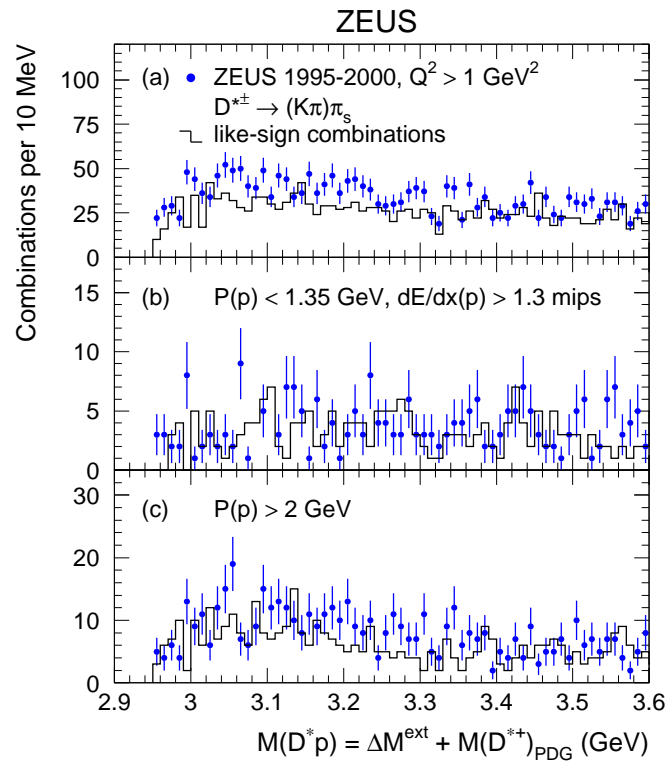 ZEUS
Combinations per 10 MeV
100
75
50
25
0
(a)
ZEUS 1995-2000, Q² > 1 GeV²
D*± → (Kπ)πₛ
like-sign combinations
15
10
5
0
(b)
P(p) < 1.35 GeV, dE/dx(p) > 1.3 mips
30
20
10
0
(c)
P(p) > 2 GeV
2.9 3 3.1 3.2 3.3 3.4 3.5 3.6
M(D*p) = ΔM^ext + M(D*+)_PDG (GeV)